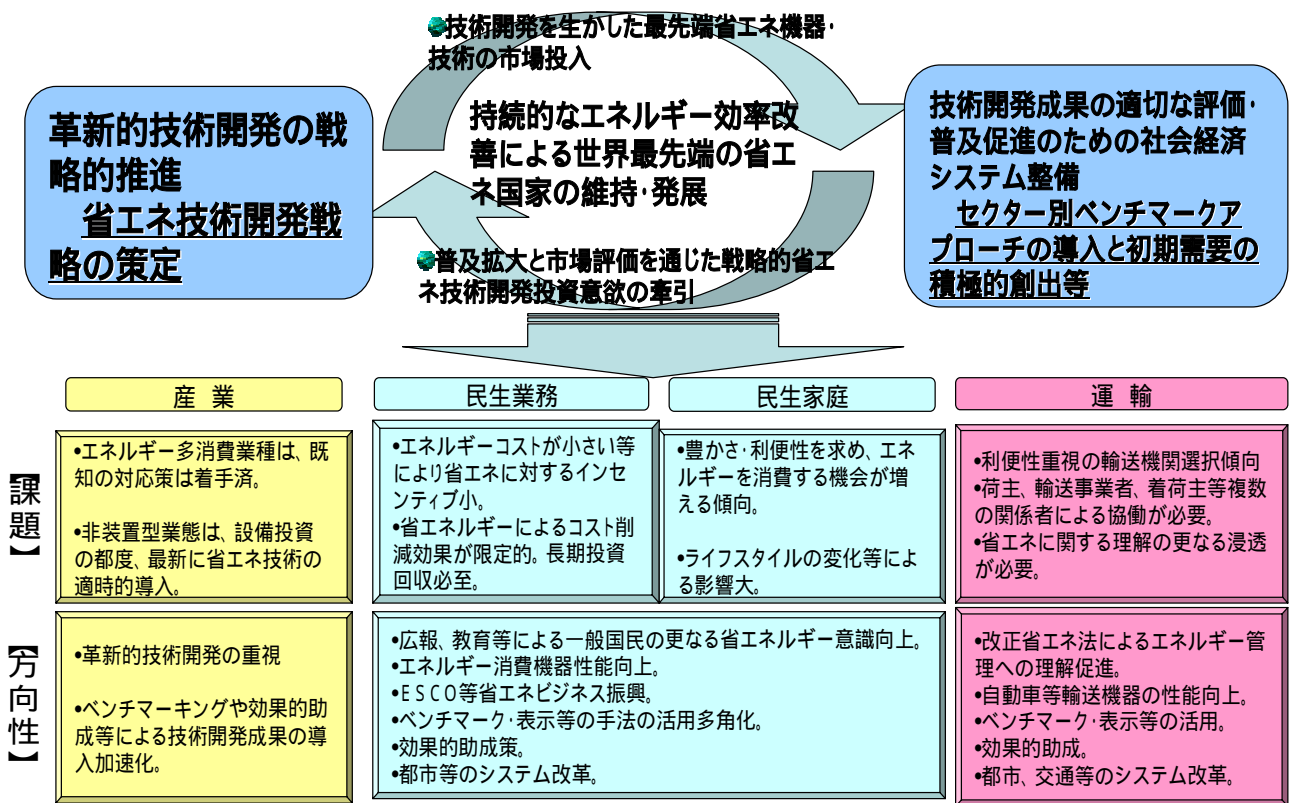 ●技術開発を生かした最先端省エネ機器・
技術の市場投入
革新的技術開発の戦
略的推進
省エネ技術開発戦
略の策定
持続的なエネルギー効率改
善による世界最先端の省エ
ネ国家の維持・発展
技術開発成果の適切な評価・
普及促進のための社会経済
システム整備
セクター別ベンチマークア
プローチの導入と初期需要の
積極的創出等
●普及拡大と市場評価を通じた戦略的省エ
ネ技術開発投資意欲の牽引
産 業
民生業務
民生家庭
運 輸
【課題】
•エネルギー多消費業種は、既
知の対応策は着手済。
•非装置型業態は、設備投資
の都度、最新に省エネ技術の
適時的導入。
•エネルギーコストが小さい等
により省エネに対するインセ
ンティブ小。
•省エネルギーによるコスト削
減効果が限定的。長期投資
回収必至。
•豊かさ・利便性を求め、エネ
ルギーを消費する機会が増
える傾向。
•ライフスタイルの変化等によ
る影響大。
•利便性重視の輸送機関選択傾向
•荷主、輸送事業者、着荷主等複数
の関係者による協働が必要。
•省エネに関する理解の更なる浸透
が必要。
【方向性】
•革新的技術開発の重視
•ベンチマーキングや効果的助
成等による技術開発成果の導
入加速化。
•広報、教育等による一般国民の更なる省エネルギー意識向上。
•エネルギー消費機器性能向上。
•ESCO等省エネビジネス振興。
•ベンチマーク・表示等の手法の活用多角化。
•効果的助成策。
•都市等のシステム改革。
•改正省エネ法によるエネルギー管
理への理解促進。
•自動車等輸送機器の性能向上。
•ベンチマーク・表示等の活用。
•効果的助成。
•都市、交通等のシステム改革。